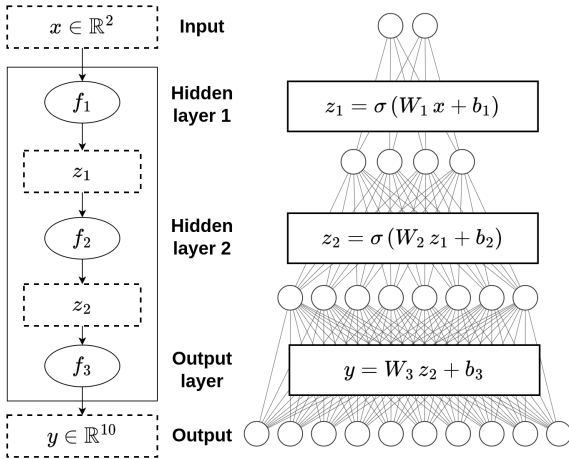 x ∈ ℝ²
Input
f₁
Hidden
layer 1
z₁ = σ (W₁ x + b₁)
z₁
f₂
Hidden
layer 2
z₂ = σ (W₂ z₁ + b₂)
z₂
f₃
Output
layer
y = W₃ z₂ + b₃
y ∈ ℝ¹⁰
Output